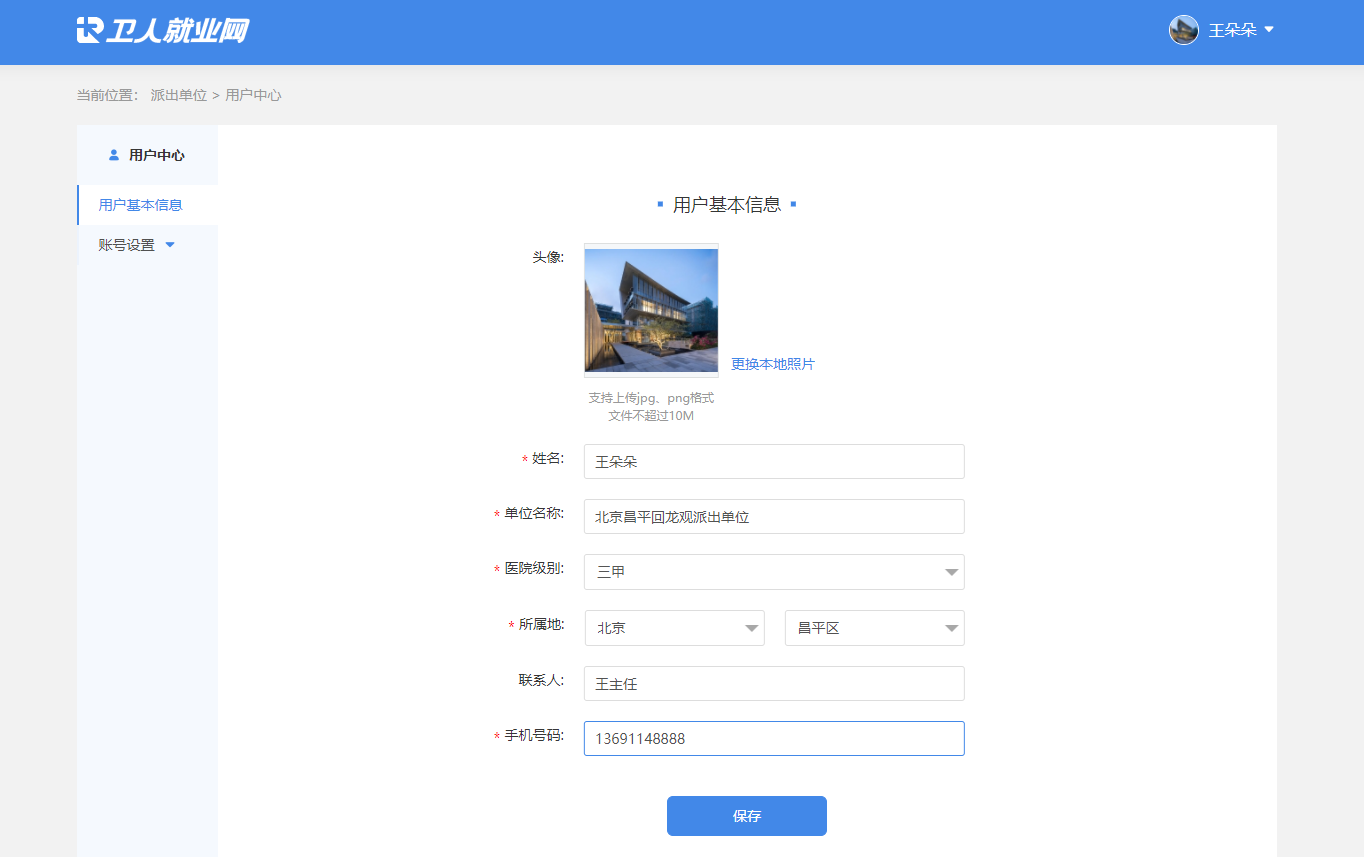 卫人就业网
王朵朵
当前位置： 派出单位 > 用户中心
用户中心
用户基本信息
账号设置
用户基本信息
头像:
更换本地照片
支持上传jpg、png格式
文件不超过10M
* 姓名: 王朵朵
* 单位名称: 北京昌平回龙观派出单位
* 医院级别: 三甲
* 所属地: 北京 昌平区
联系人: 王主任
* 手机号码: 13691148888
保存